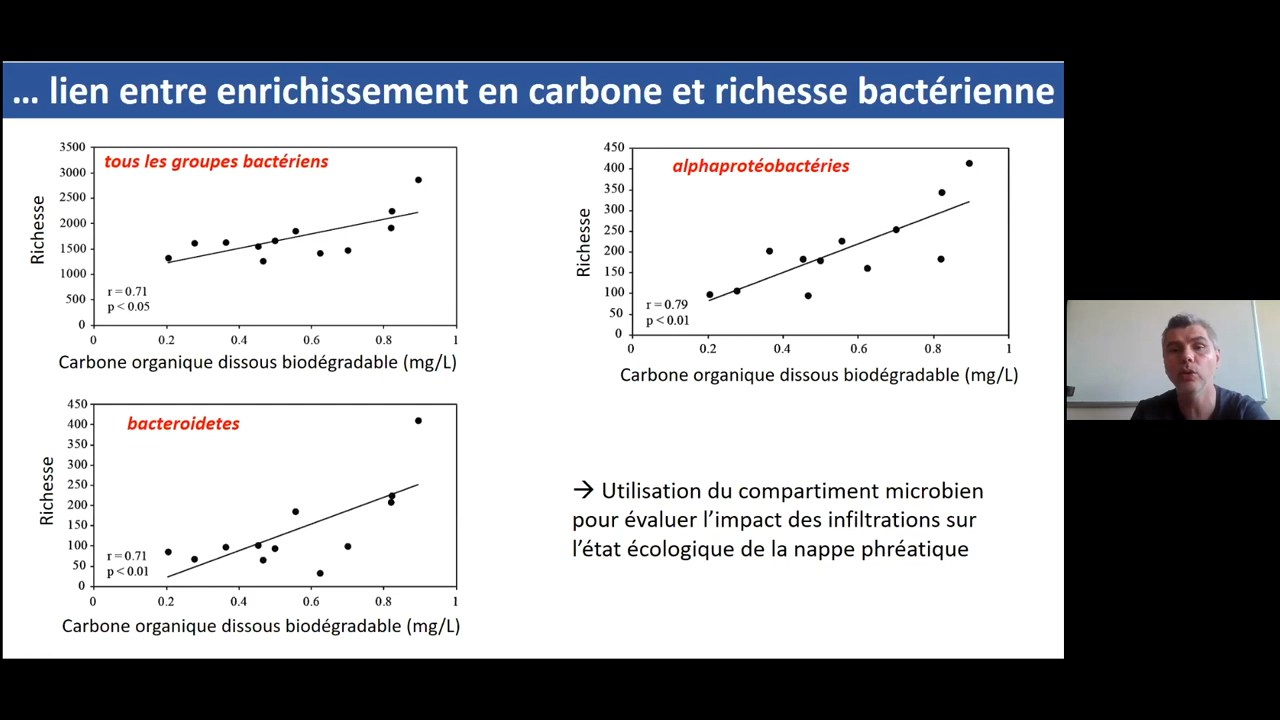 ... lien entre enrichissement en carbone et richesse bactérienne
tous les groupes bactériens
Richesse
3500
3000
2500
2000
1500
1000
500
0
r = 0.71
p < 0.05
0 0.2 0.4 0.6 0.8 1
Carbone organique dissous biodégradable (mg/L)
alphaprotéobactéries
Richesse
450
400
350
300
250
200
150
100
50
0
r = 0.79
p < 0.01
0 0.2 0.4 0.6 0.8 1
Carbone organique dissous biodégradable (mg/L)
bacteroidetes
Richesse
450
400
350
300
250
200
150
100
50
0
r = 0.71
p < 0.01
0 0.2 0.4 0.6 0.8 1
Carbone organique dissous biodégradable (mg/L)
→ Utilisation du compartiment microbien
pour évaluer l’impact des infiltrations sur
l’état écologique de la nappe phréatique